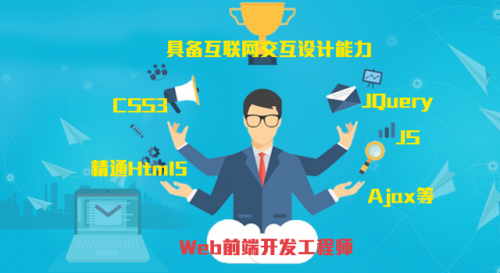 具备互联网交互设计能力
CSS3
JQuery
JS
精通Html5
Ajax等
Web前端开发工程师